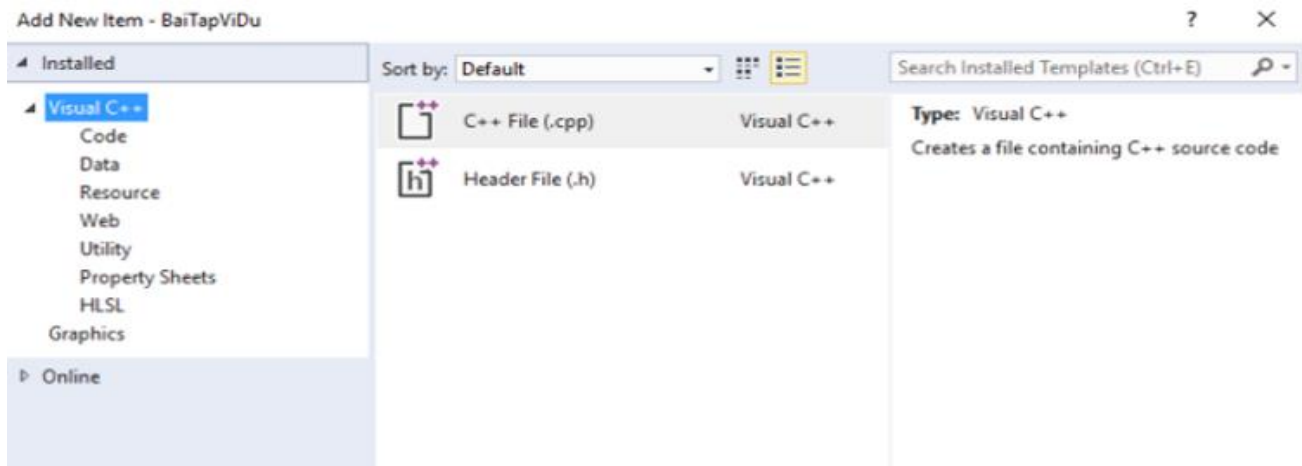 Add New Item - BaiTapViDu ? ×
Installed
Visual C++
Code
Data
Resource
Web
Utility
Property Sheets
HLSL
Graphics
Online
Sort by: Default
C++ File (.cpp) Visual C++
Header File (.h) Visual C++
Search Installed Templates (Ctrl+E)
Type: Visual C++
Creates a file containing C++ source code